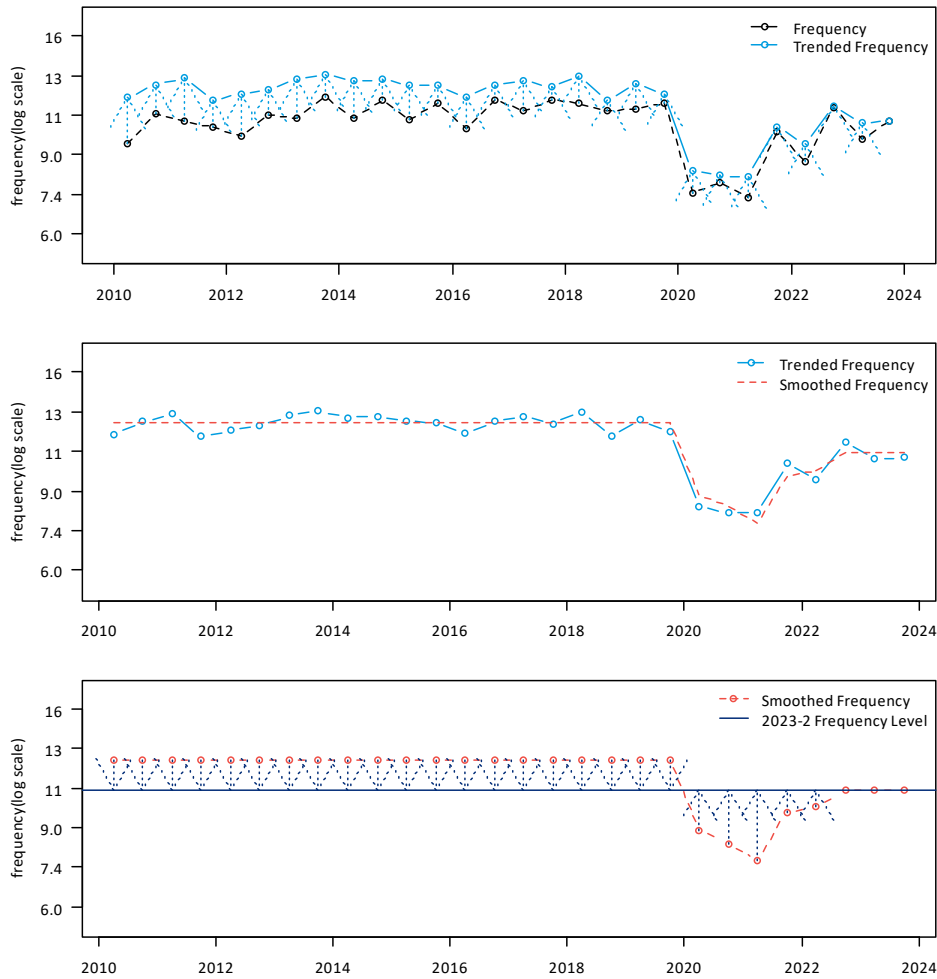 16
13
11
9.0
7.4
6.0
frequency(log scale)
Frequency
Trended Frequency
2010 2012 2014 2016 2018 2020 2022 2024
16
13
11
9.0
7.4
6.0
frequency(log scale)
Trended Frequency
Smoothed Frequency
2010 2012 2014 2016 2018 2020 2022 2024
16
13
11
9.0
7.4
6.0
frequency(log scale)
Smoothed Frequency
2023-2 Frequency Level
2010 2012 2014 2016 2018 2020 2022 2024